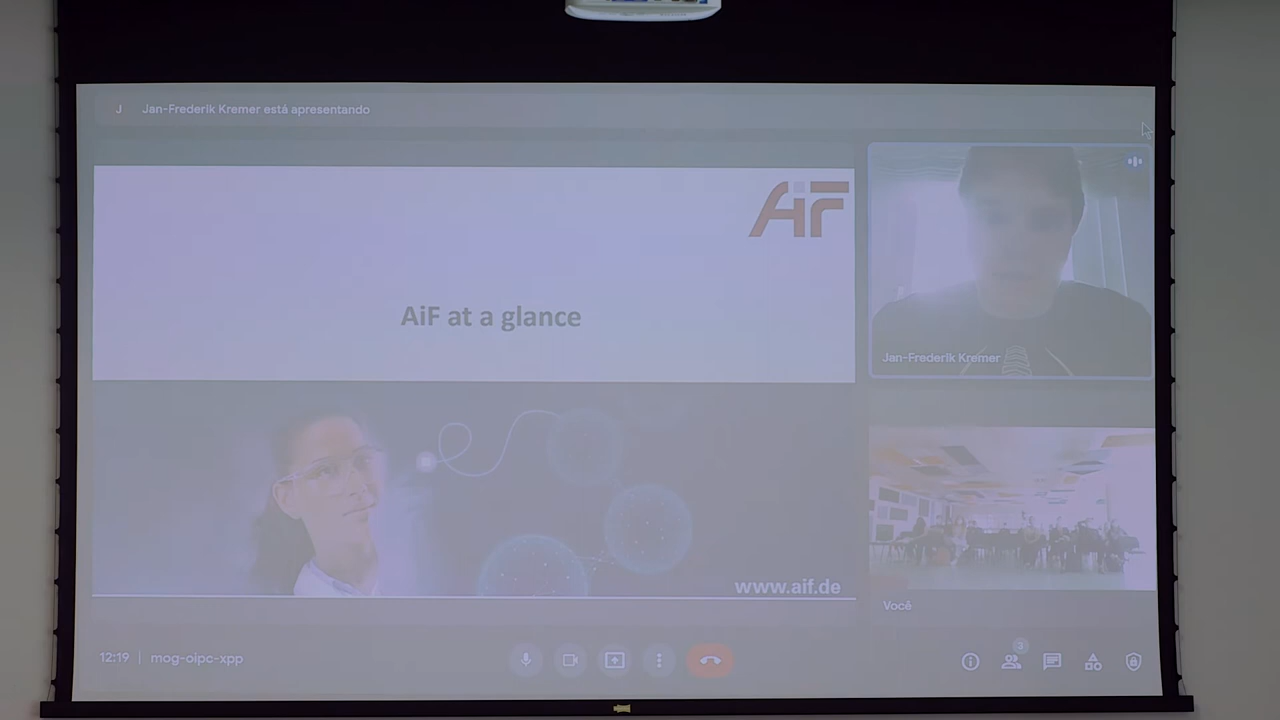 J Jan-Frederik Kremer está apresentando
AiF
AiF at a glance
www.aif.de
Jan-Frederik Kremer
Você
12:19 | mog-oipc-xpp
3